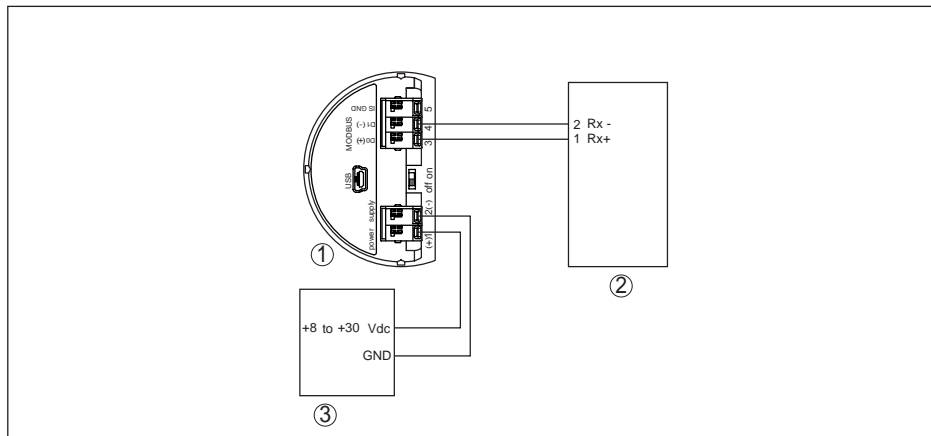 IS GND
D1 (-)
D0 (+)
MODBUS
USB
power supply
5
4
3
off on
2(-)
(+)1
1
2 Rx -
1 Rx+
2
+8 to +30 Vdc
GND
3